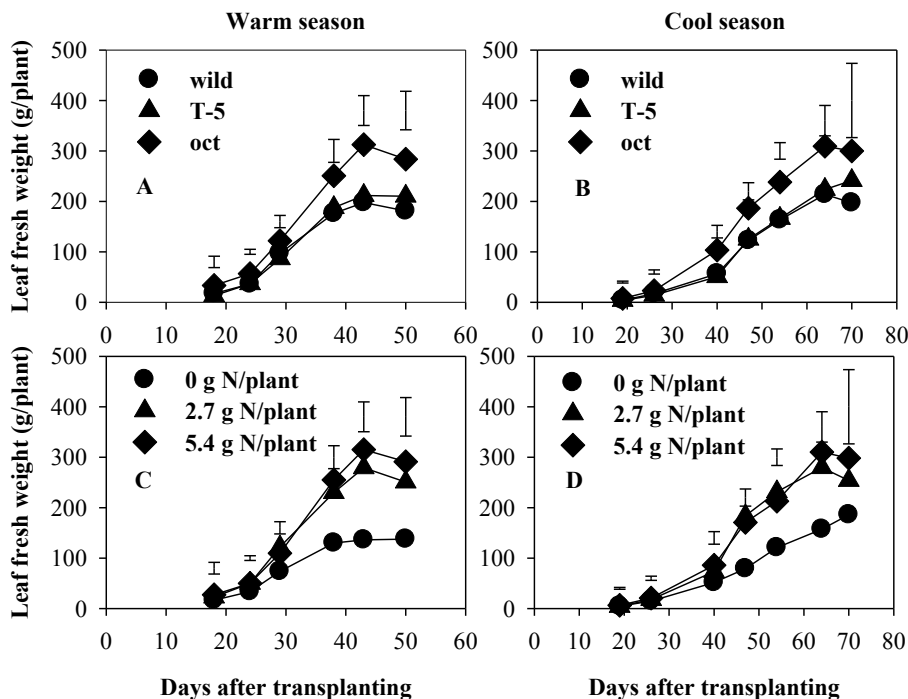 Warm season
Cool season
Leaf fresh weight (g/plant)
500
400
300
200
100
0
wild
T-5
oct
A
0 10 20 30 40 50 60
500
400
300
200
100
0
wild
T-5
oct
B
0 10 20 30 40 50 60 70 80
Leaf fresh weight (g/plant)
500
400
300
200
100
0
0 g N/plant
2.7 g N/plant
5.4 g N/plant
C
0 10 20 30 40 50 60
Days after transplanting
500
400
300
200
100
0
0 g N/plant
2.7 g N/plant
5.4 g N/plant
D
0 10 20 30 40 50 60 70 80
Days after transplanting